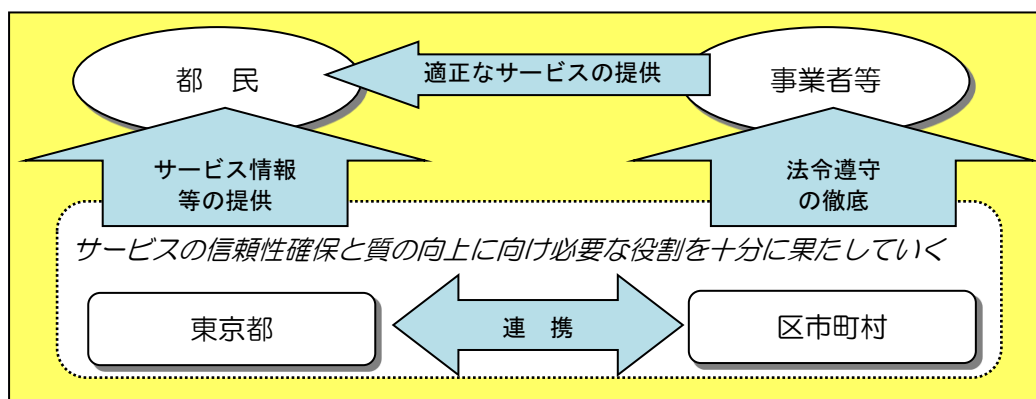 都　民
適正なサービスの提供
事業者等
サービス情報
等の提供
法令遵守
の徹底
サービスの信頼性確保と質の向上に向け必要な役割を十分に果たしていく
東京都
連　携
区市町村